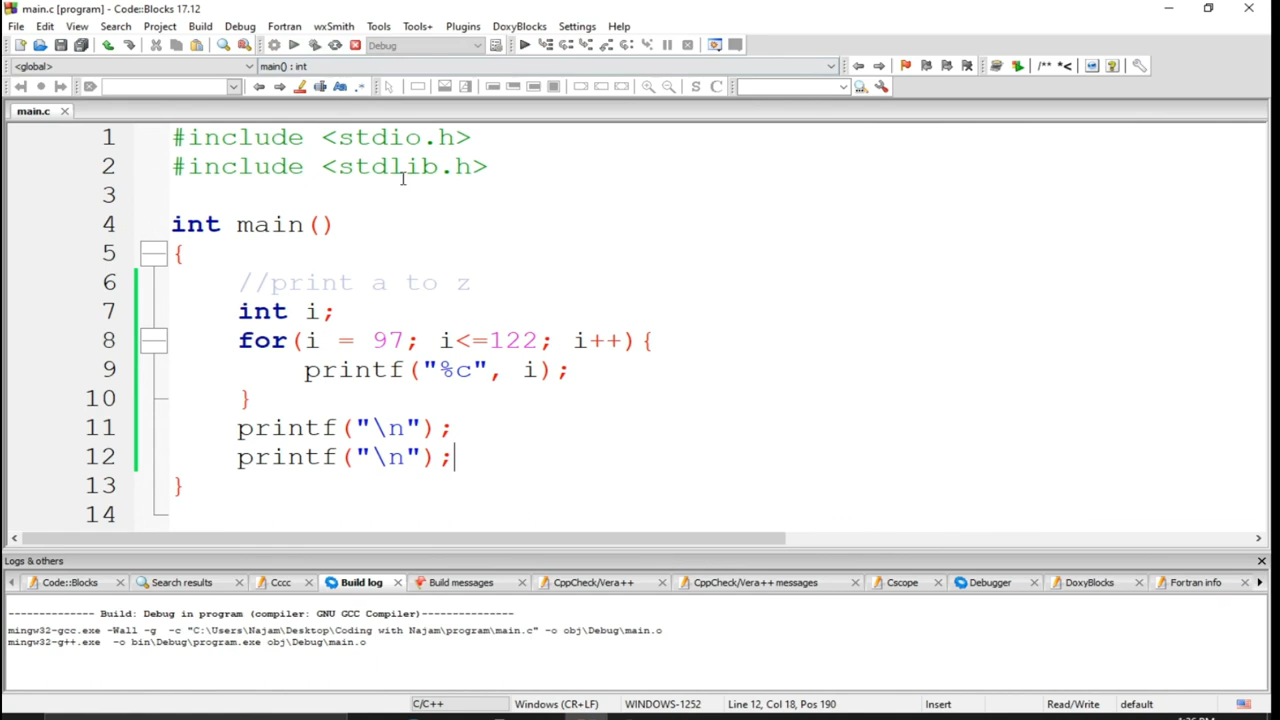 main.c [program] - Code::Blocks 17.12
File Edit View Search Project Build Debug Fortran wxSmith Tools Tools+ Plugins DoxyBlocks Settings Help
Debug
<global> main() : int /** *<
main.c
1 #include <stdio.h>
2 #include <stdlib.h>
3
4 int main()
5 {
6 //print a to z
7 int i;
8 for(i = 97; i<=122; i++){
9 printf("%c", i);
10 }
11 printf("\n");
12 printf("\n");
13 }
14
Logs & others
Code::Blocks Search results Cccc Build log Build messages CppCheck/Vera++ CppCheck/Vera++ messages Cscope Debugger DoxyBlocks Fortran info
-------------- Build: Debug in program (compiler: GNU GCC Compiler)---------------
mingw32-gcc.exe -Wall -g -c "C:\Users\Najam\Desktop\Coding with Najam\program\main.c" -o obj\Debug\main.o
mingw32-g++.exe -o bin\Debug\program.exe obj\Debug\main.o
C/C++ Windows (CR+LF) WINDOWS-1252 Line 12, Col 18, Pos 190 Insert Read/Write default